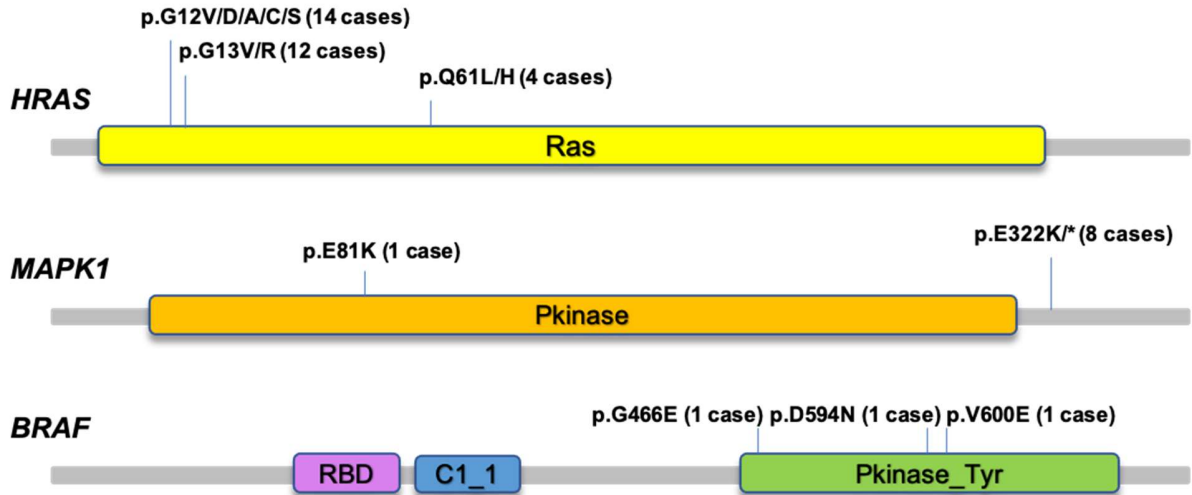 p.G12V/D/A/C/S (14 cases)
p.G13V/R (12 cases)
p.Q61L/H (4 cases)
HRAS
Ras
p.E322K/* (8 cases)
p.E81K (1 case)
MAPK1
Pkinase
p.G466E (1 case) p.D594N (1 case) p.V600E (1 case)
BRAF
RBD C1_1 Pkinase_Tyr